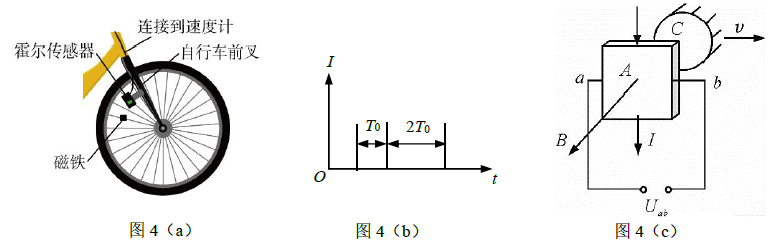 连接到速度计
霍尔传感器
自行车前叉
磁铁
图 4（a）
I
T₀
2T₀
O
t
图 4（b）
C
v
a
A
b
B
I
U_ab
图 4（c）